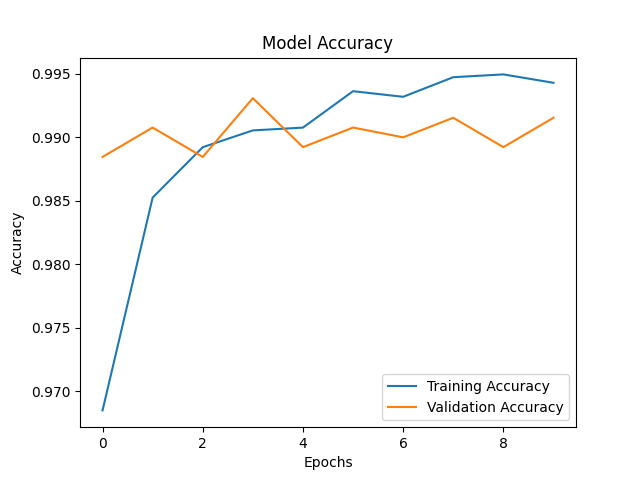 Model Accuracy
0.995
0.990
0.985
0.980
0.975
0.970
Accuracy
0 2 4 6 8
Epochs
Training Accuracy
Validation Accuracy